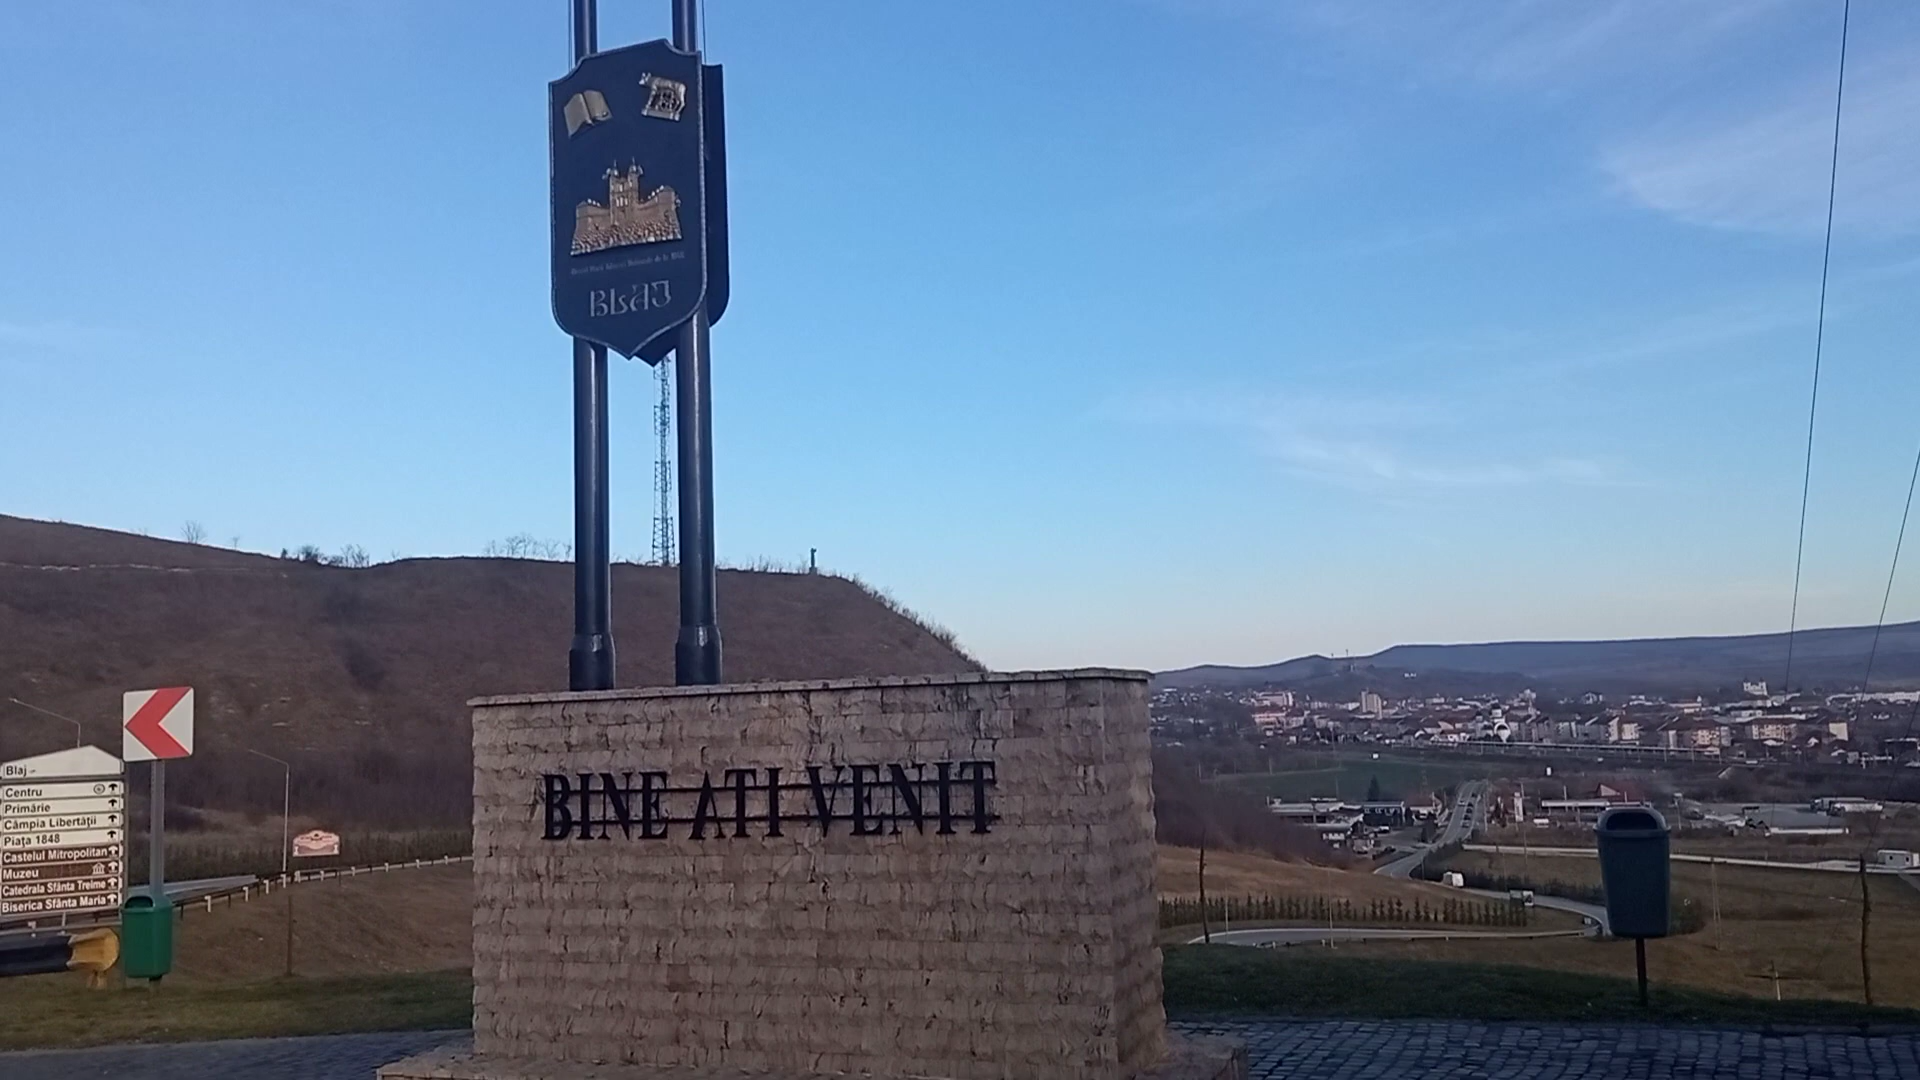 BLAJ
BINE ATI VENIT
Blaj
Centru
Primărie
Câmpia Libertății
Piața 1848
Castelul Mitropolitan
Muzeu
Catedrala Sfânta Treime
Biserica Sfânta Maria